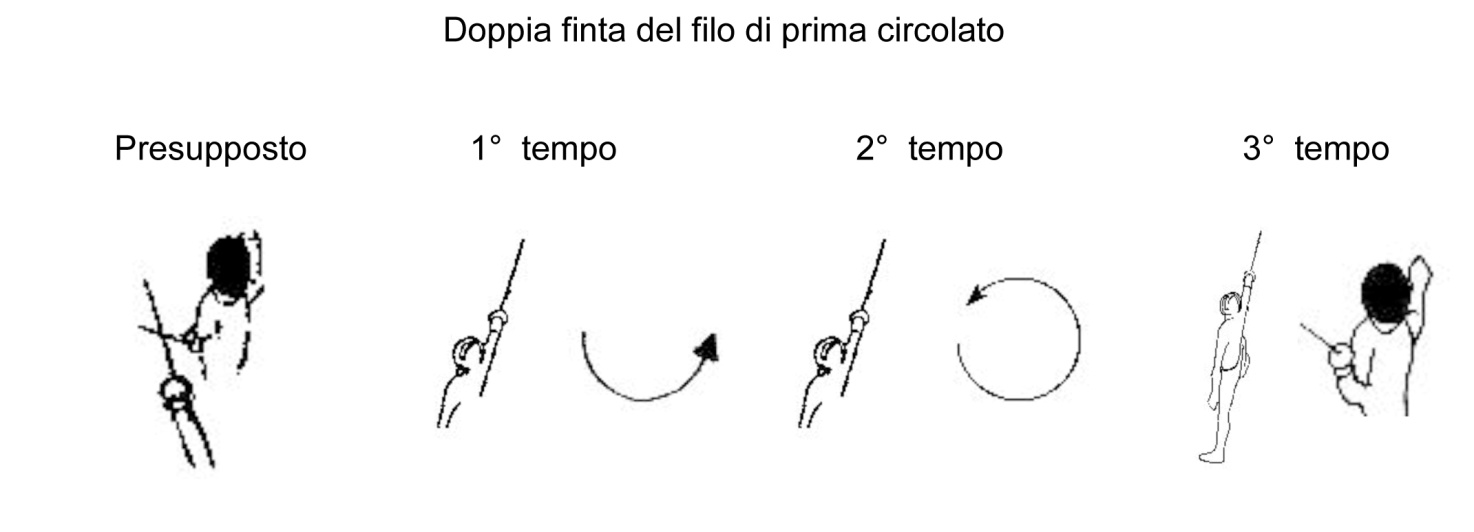 Doppia finta del filo di prima circolato
Presupposto 1° tempo 2° tempo 3° tempo